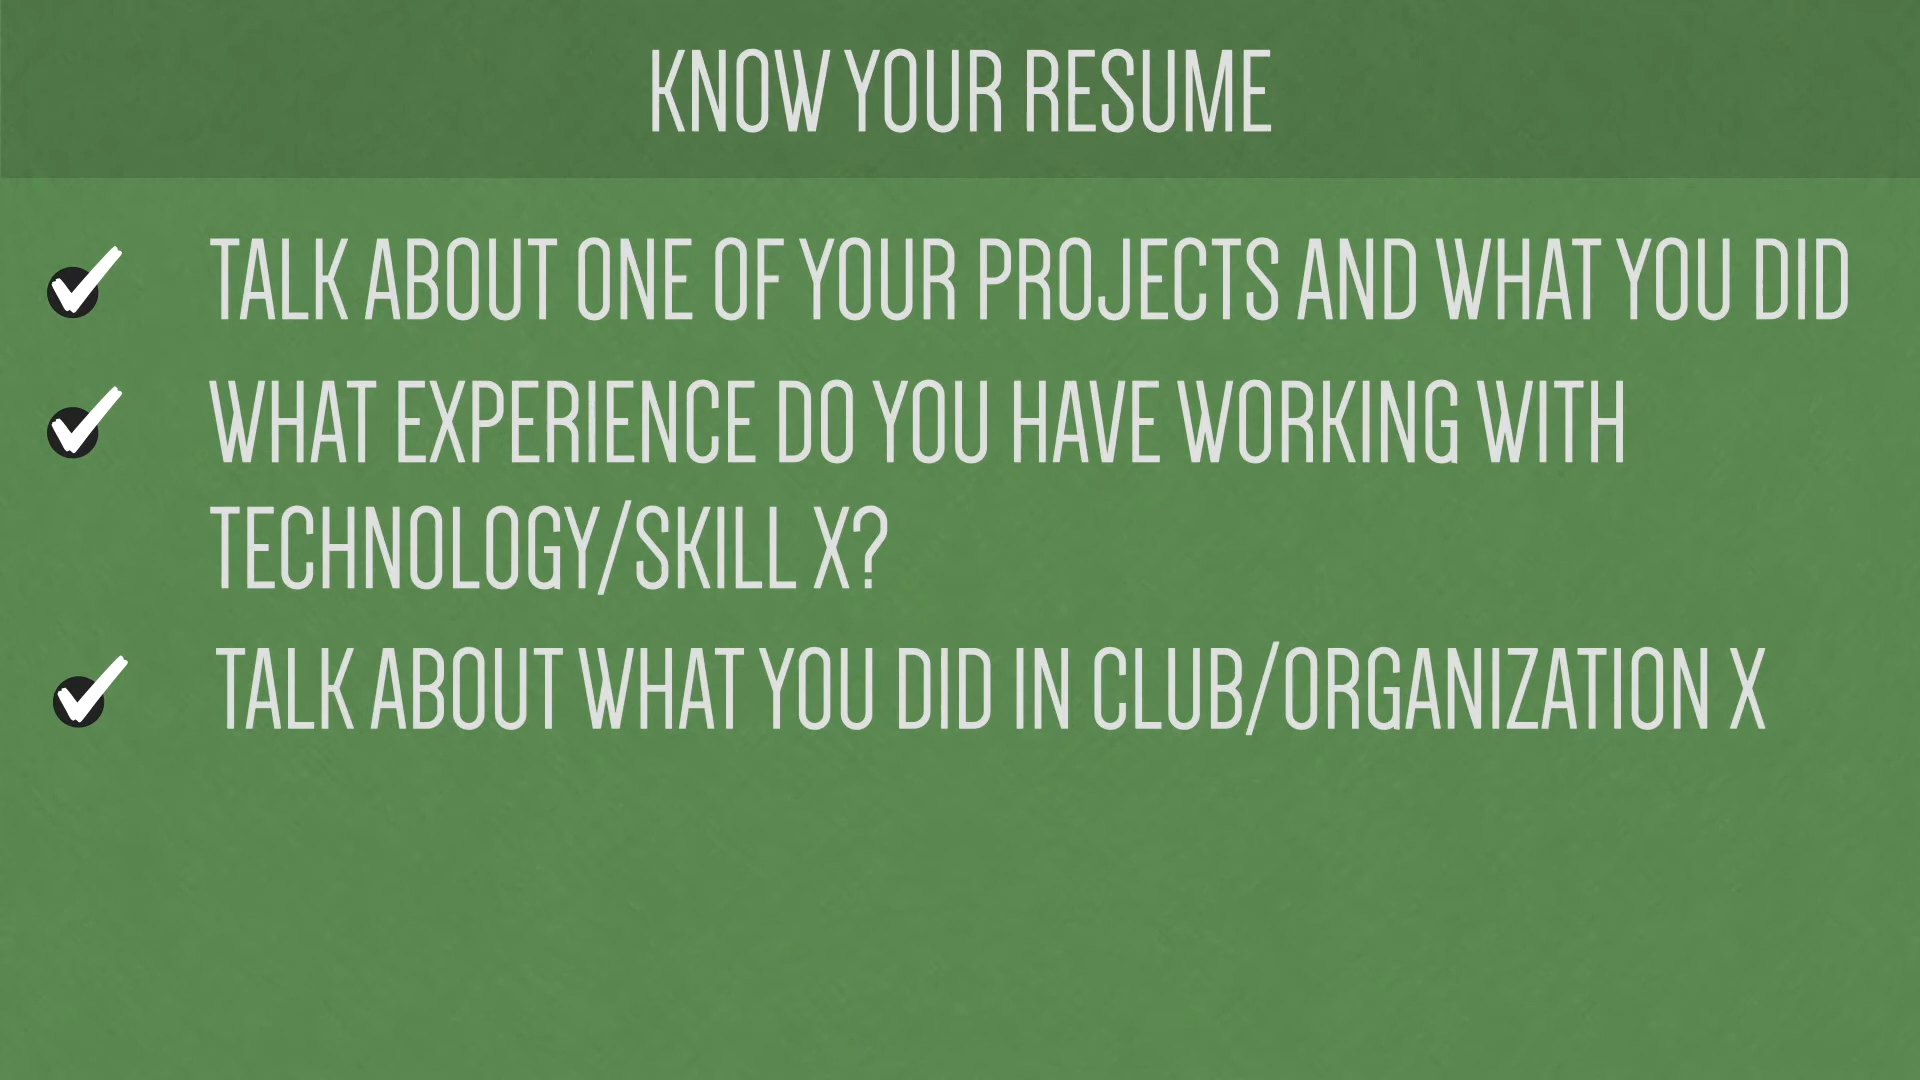 KNOW YOUR RESUME
TALK ABOUT ONE OF YOUR PROJECTS AND WHAT YOU DID
WHAT EXPERIENCE DO YOU HAVE WORKING WITH
TECHNOLOGY/SKILL X?
TALK ABOUT WHAT YOU DID IN CLUB/ORGANIZATION X